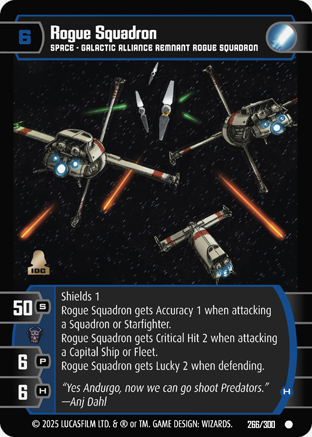 6
Rogue Squadron
SPACE - GALACTIC ALLIANCE REMNANT ROGUE SQUADRON
IDC
50 S
6 P
6 H
Shields 1
Rogue Squadron gets Accuracy 1 when attacking
a Squadron or Starfighter.
Rogue Squadron gets Critical Hit 2 when attacking
a Capital Ship or Fleet.
Rogue Squadron gets Lucky 2 when defending.
“Yes Andurgo, now we can go shoot Predators.”
—Anj Dahl
H
© 2025 LUCASFILM LTD. & ® or TM. GAME DESIGN: WIZARDS. 266/300